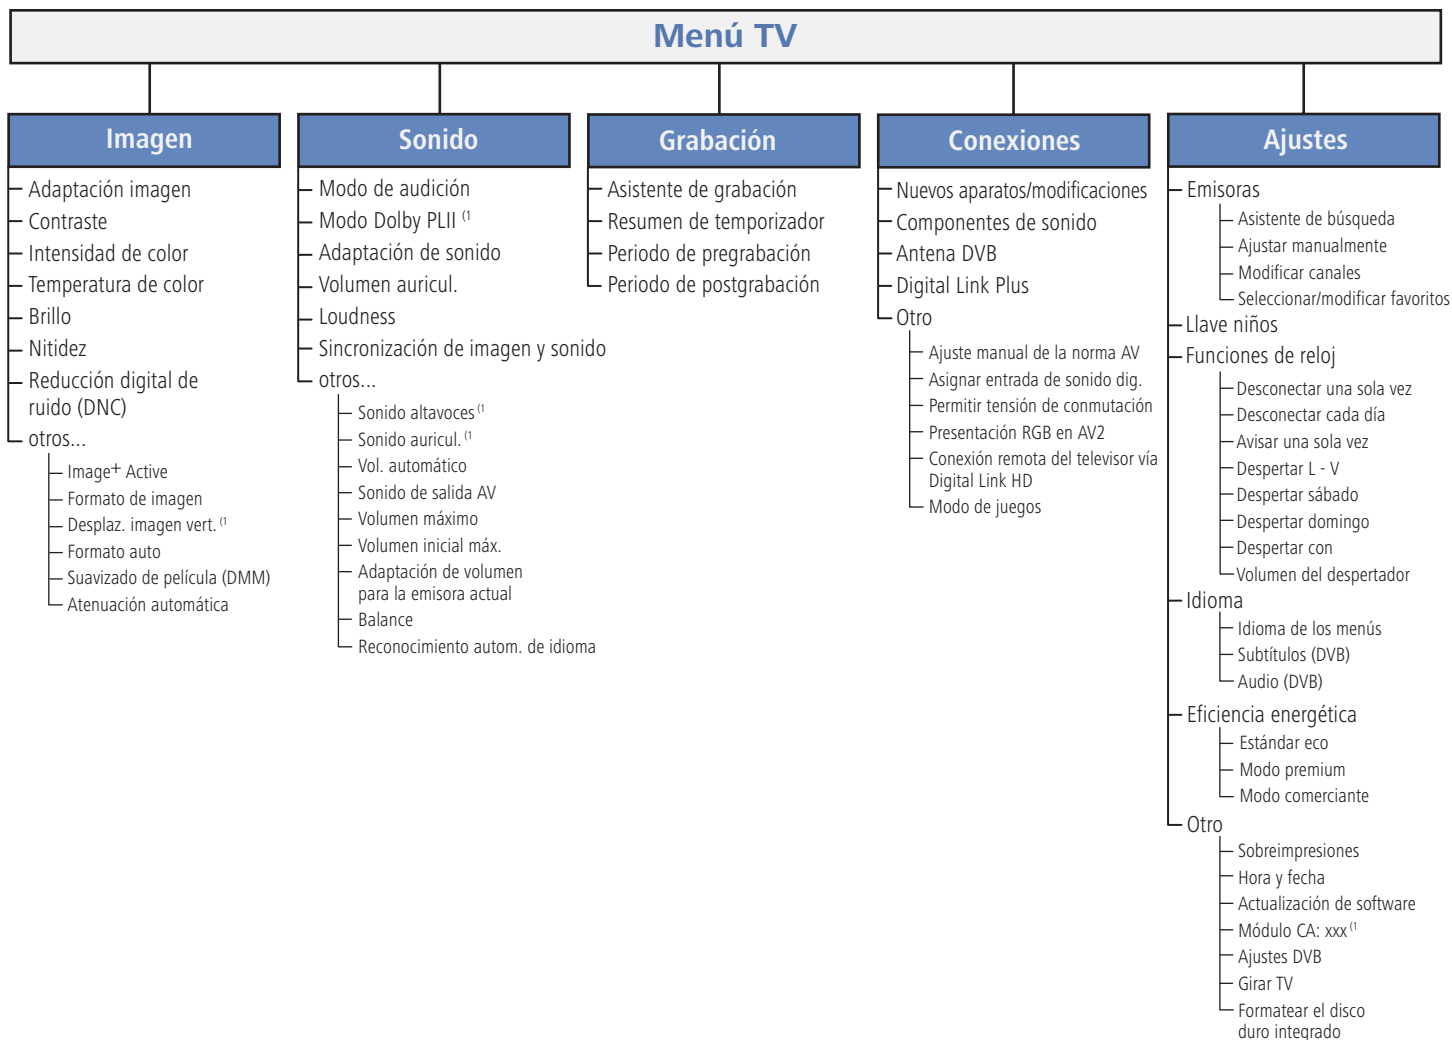 Menú TV
Imagen
Adaptación imagen
Contraste
Intensidad de color
Temperatura de color
Brillo
Nitidez
Reducción digital de
ruido (DNC)
otros...
Image+ Active
Formato de imagen
Desplaz. imagen vert. (1
Formato auto
Suavizado de película (DMM)
Atenuación automática
Sonido
Modo de audición
Modo Dolby PLII (1
Adaptación de sonido
Volumen auricul.
Loudness
Sincronización de imagen y sonido
otros...
Sonido altavoces (1
Sonido auricul. (1
Vol. automático
Sonido de salida AV
Volumen máximo
Volumen inicial máx.
Adaptación de volumen
para la emisora actual
Balance
Reconocimiento autom. de idioma
Grabación
Asistente de grabación
Resumen de temporizador
Periodo de pregrabación
Periodo de postgrabación
Conexiones
Nuevos aparatos/modificaciones
Componentes de sonido
Antena DVB
Digital Link Plus
Otro
Ajuste manual de la norma AV
Asignar entrada de sonido dig.
Permitir tensión de conmutación
Presentación RGB en AV2
Conexión remota del televisor vía
Digital Link HD
Modo de juegos
Ajustes
Emisoras
Asistente de búsqueda
Ajustar manualmente
Modificar canales
Seleccionar/modificar favoritos
Llave niños
Funciones de reloj
Desconectar una sola vez
Desconectar cada día
Avisar una sola vez
Despertar L - V
Despertar sábado
Despertar domingo
Despertar con
Volumen del despertador
Idioma
Idioma de los menús
Subtítulos (DVB)
Audio (DVB)
Eficiencia energética
Estándar eco
Modo premium
Modo comerciante
Otro
Sobreimpresiones
Hora y fecha
Actualización de software
Módulo CA: xxx (1
Ajustes DVB
Girar TV
Formatear el disco
duro integrado